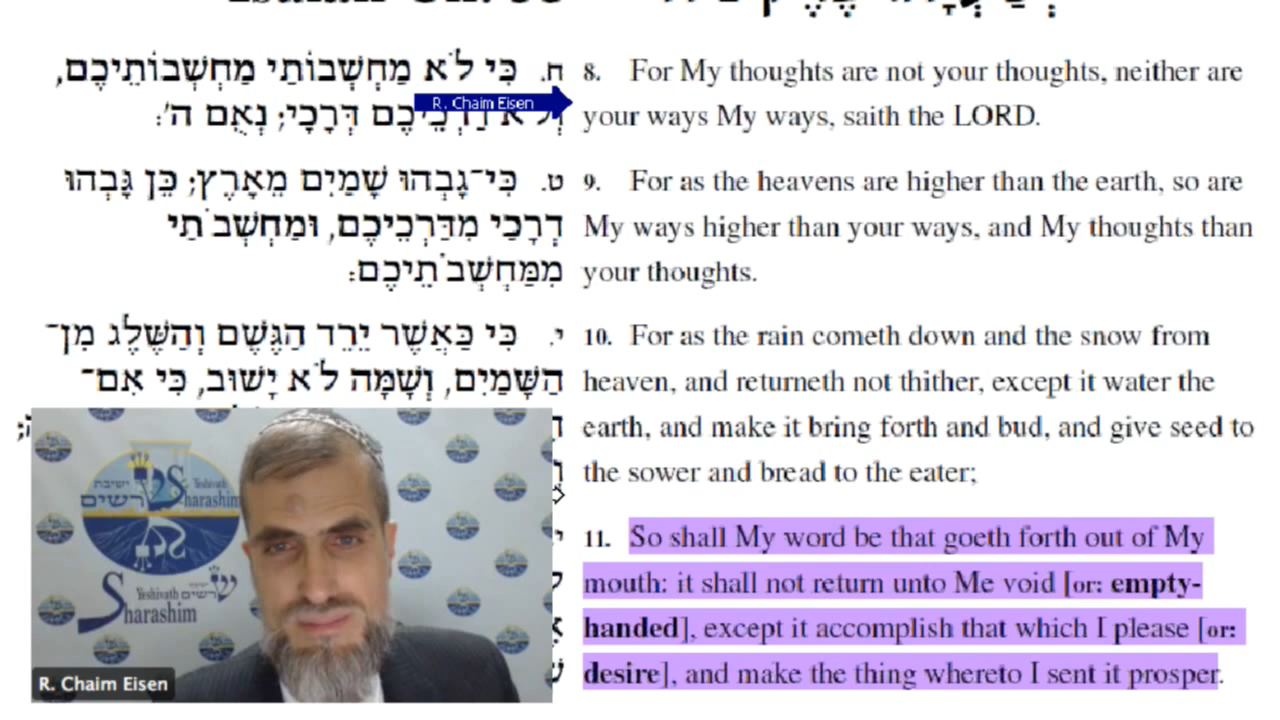 ח. כִּי לֹא מַחְשְׁבוֹתַי מַחְשְׁבוֹתֵיכֶם,
דַרְכֵיכֶם דְּרָכָי; נְאֻם ה':
ט. כִּי־גָבְהוּ שָׁמַיִם מֵאָרֶץ; כֵּן גָּבְהוּ
דְרָכַי מִדַּרְכֵיכֶם, וּמַחְשְׁבֹתַי
מִמַּחְשְׁבֹתֵיכֶם:
י. כִּי כַּאֲשֶׁר יֵרֵד הַגֶּשֶׁם וְהַשֶּׁלֶג מִן־
הַשָּׁמַיִם, וְשָׁמָּה לֹא יָשׁוּב, כִּי אִם־
8. For My thoughts are not your thoughts, neither are
your ways My ways, saith the LORD.
9. For as the heavens are higher than the earth, so are
My ways higher than your ways, and My thoughts than
your thoughts.
10. For as the rain cometh down and the snow from
heaven, and returneth not thither, except it water the
earth, and make it bring forth and bud, and give seed to
the sower and bread to the eater;
11. So shall My word be that goeth forth out of My
mouth: it shall not return unto Me void [or: empty-
handed], except it accomplish that which I please [or:
desire], and make the thing whereto I sent it prosper.
R. Chaim Eisen
ישיבת Yeshivath
שרשים Sharashim
Yeshivath שרשים
Sharashim
R. Chaim Eisen